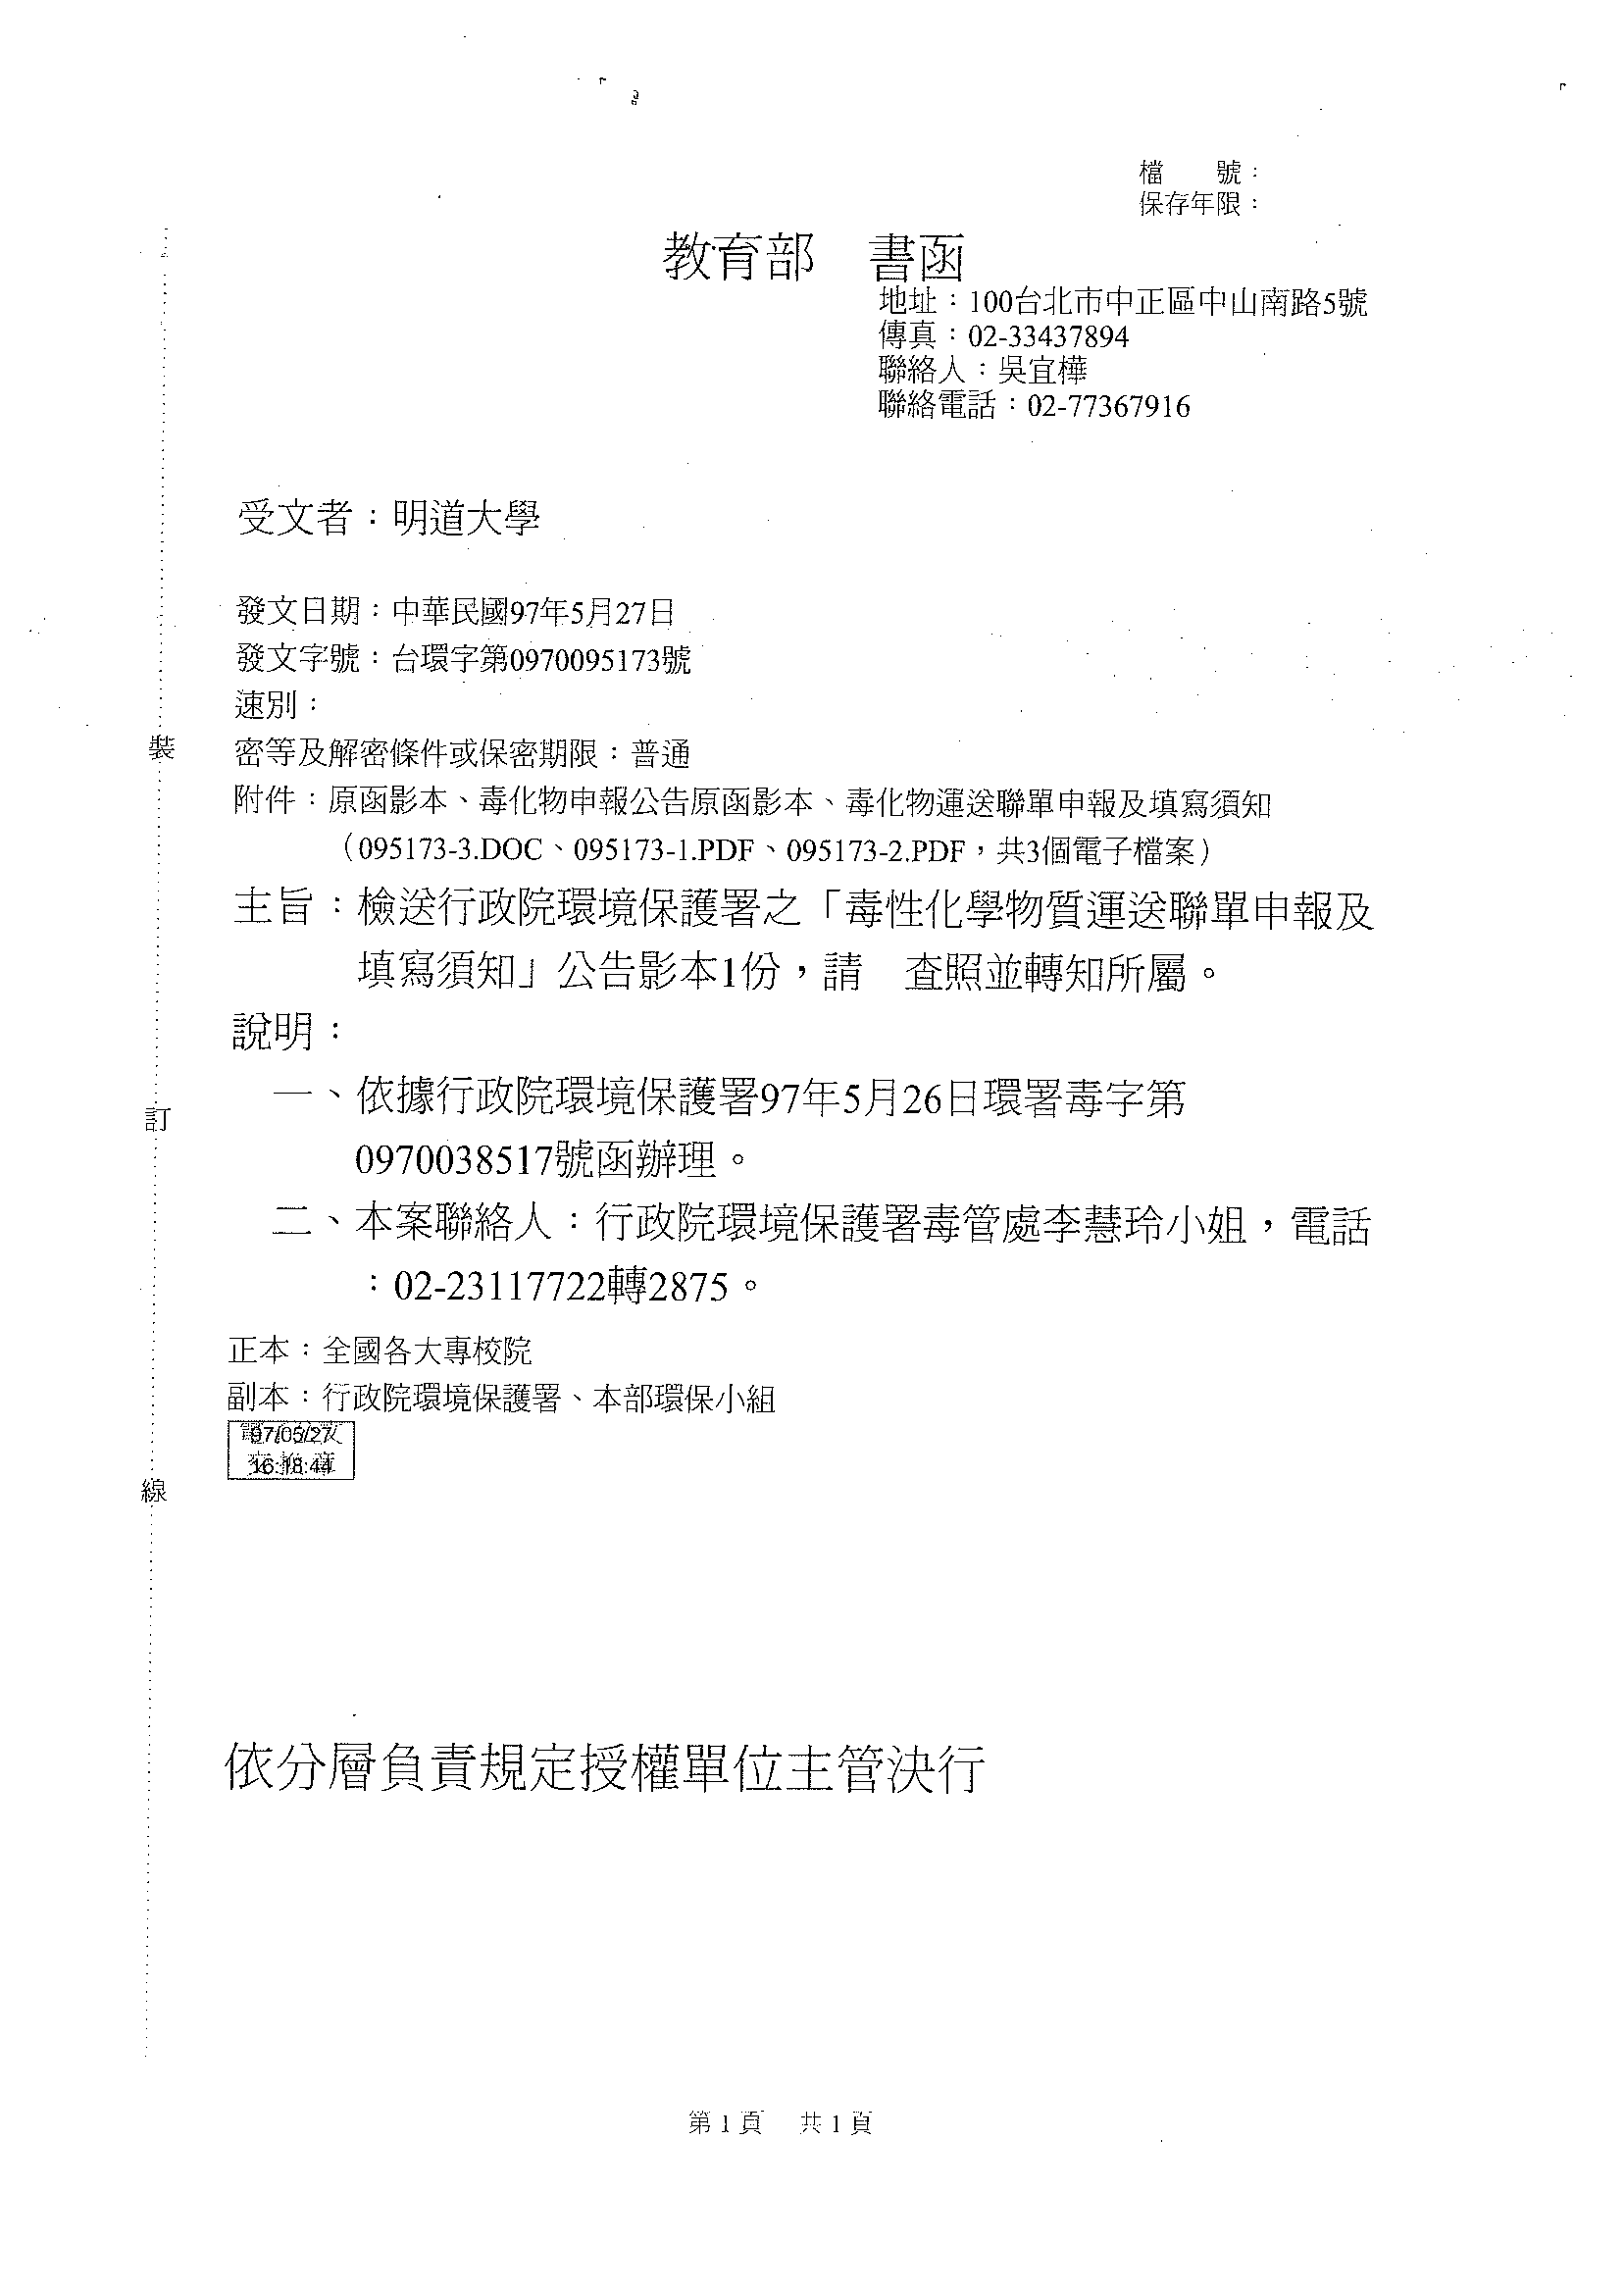 檔　　號：
保存年限：
教育部　書函
地址：100台北市中正區中山南路5號
傳真：02-33437894
聯絡人：吳宜樺
聯絡電話：02-77367916
受文者：明道大學
發文日期：中華民國97年5月27日
發文字號：台環字第0970095173號
速別：
密等及解密條件或保密期限：普通
附件：原函影本、毒化物申報公告原函影本、毒化物運送聯單申報及填寫須知
（095173-3.DOC、095173-1.PDF、095173-2.PDF，共3個電子檔案）
主旨：檢送行政院環境保護署之「毒性化學物質運送聯單申報及
填寫須知」公告影本1份，請　查照並轉知所屬。
說明：
一、依據行政院環境保護署97年5月26日環署毒字第
0970038517號函辦理。
二、本案聯絡人：行政院環境保護署毒管處李慧玲小姐，電話
：02-23117722轉2875。
正本：全國各大專校院
副本：行政院環境保護署、本部環保小組
97/05/27
16:18:44
裝
訂
線
依分層負責規定授權單位主管決行
第1頁　共1頁